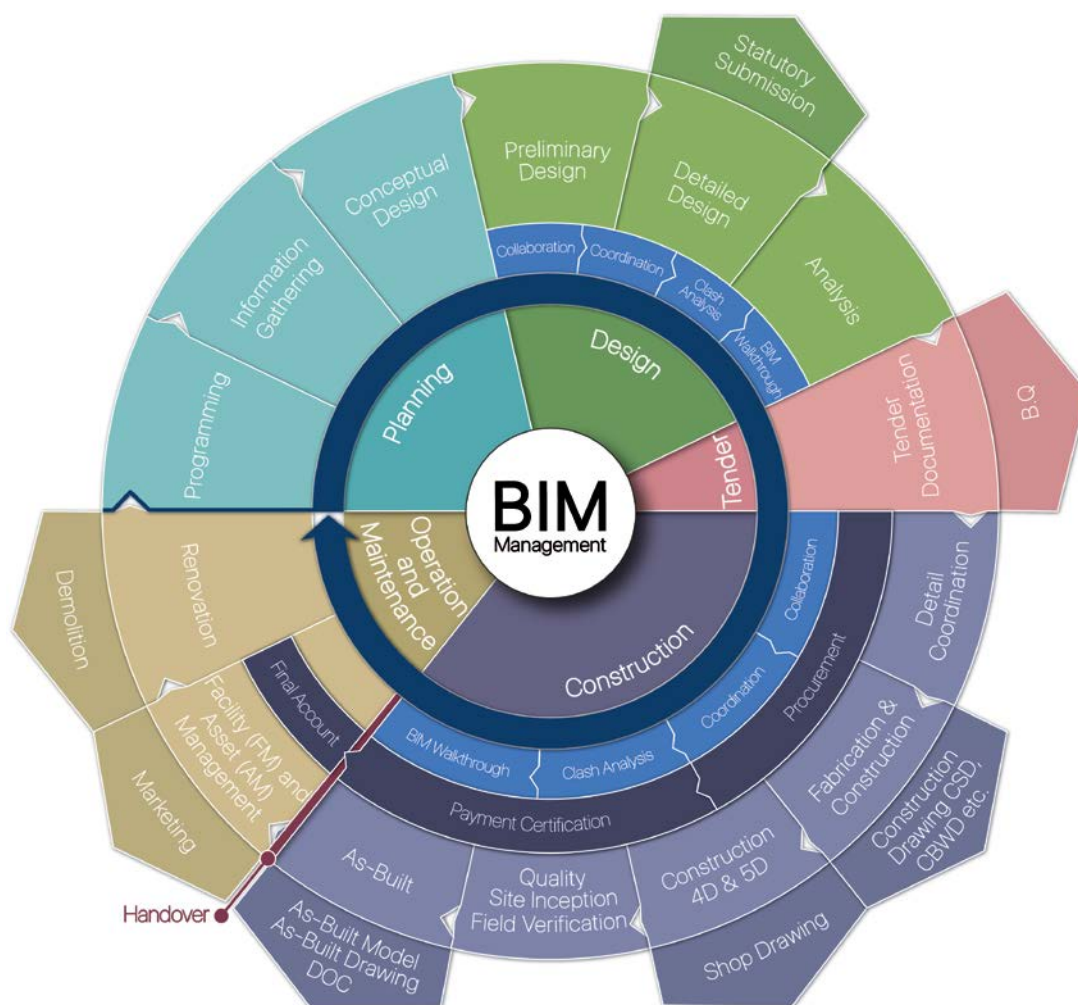 BIM
Management
Planning
Design
Tender
Construction
Operation
and
Maintenance
Programming
Information
Gathering
Conceptual
Design
Preliminary
Design
Detailed
Design
Analysis
Statutory
Submission
Collaboration
Coordination
Clash
Analysis
BIM
Walkthrough
Tender
Documentation
B.Q
Detail
Coordination
Fabrication &
Construction
Construction
Drawing CSD,
CBWD etc.
Construction
4D & 5D
Shop Drawing
Quality
Site Inception
Field Verification
As-Built
As-Built Model
As-Built Drawing
DOC
Collaboration
Coordination
Clash Analysis
BIM Walkthrough
Procurement
Payment Certification
Final Account
Handover
Facility (FM) and
Asset (AM)
Management
Marketing
Renovation
Demolition